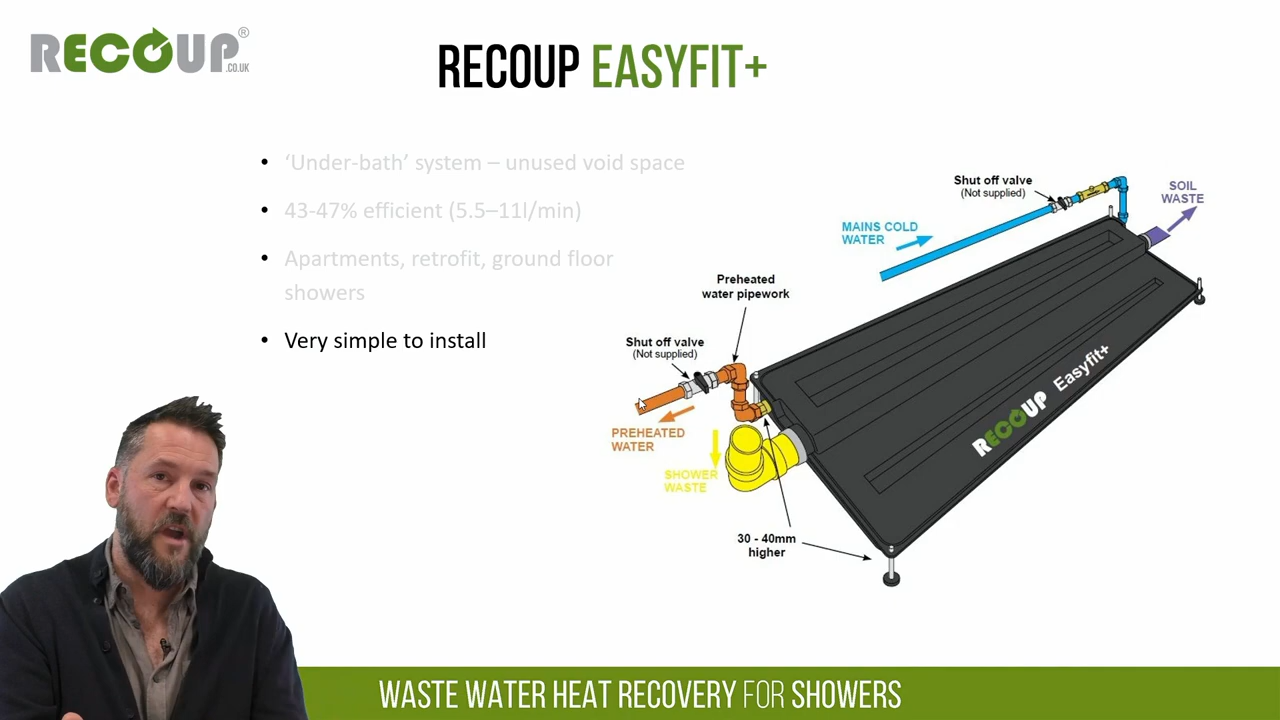 RECOUP®
.CO.UK
RECOUP EASYFIT+
• ‘Under-bath’ system – unused void space
• 43-47% efficient (5.5–11l/min)
• Apartments, retrofit, ground floor
showers
• Very simple to install
Shut off valve
(Not supplied)
SOIL
WASTE
MAINS COLD
WATER
Preheated
water pipework
Shut off valve
(Not supplied)
PREHEATED
WATER
SHOWER
WASTE
RECOUP Easyfit+
30 - 40mm
higher
WASTE WATER HEAT RECOVERY FOR SHOWERS